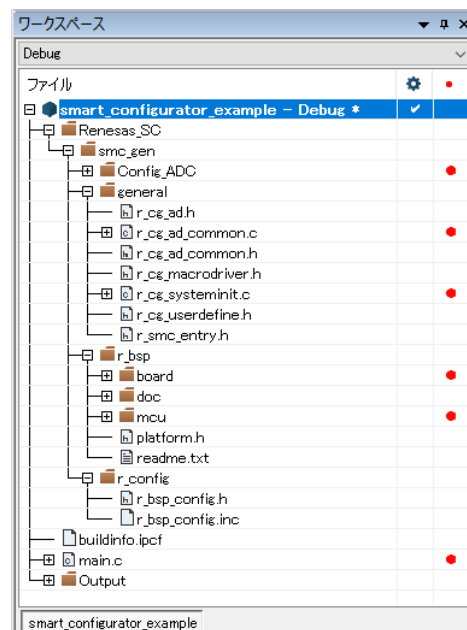 ワークスペース
Debug
ファイル
smart_configurator_example - Debug *
Renesas_SC
smc_gen
Config_ADC
general
r_cg_ad.h
r_cg_ad_common.c
r_cg_ad_common.h
r_cg_macrodriver.h
r_cg_systeminit.c
r_cg_userdefine.h
r_smc_entry.h
r_bsp
board
doc
mcu
platform.h
readme.txt
r_config
r_bsp_config.h
r_bsp_config.inc
buildinfo.ipcf
main.c
Output
smart_configurator_example